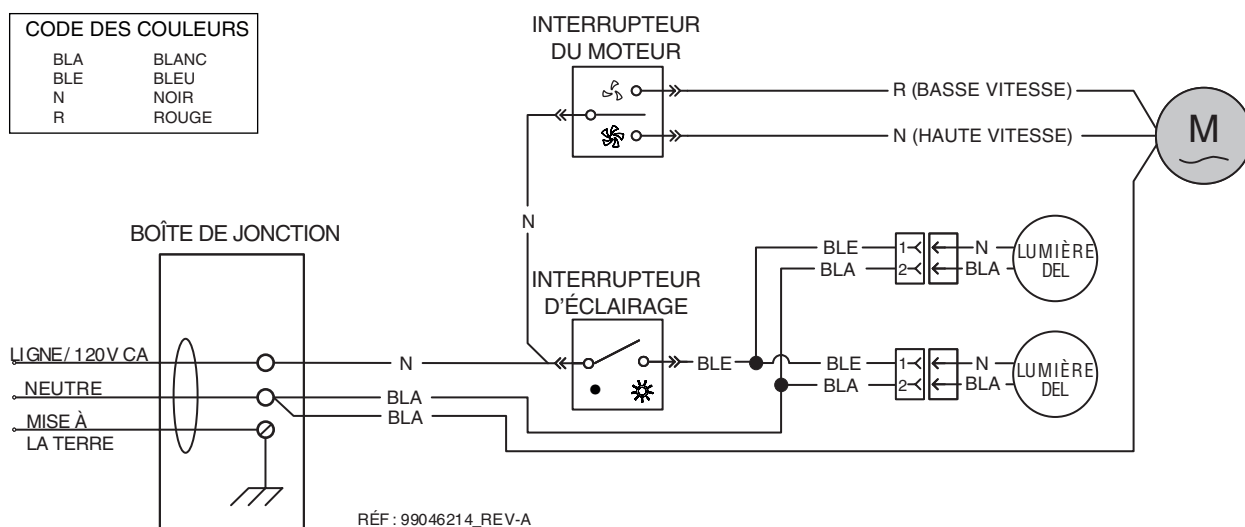 CODE DES COULEURS
BLA BLANC
BLE BLEU
N NOIR
R ROUGE
INTERRUPTEUR
DU MOTEUR
R (BASSE VITESSE)
N (HAUTE VITESSE)
M
N
BOÎTE DE JONCTION
INTERRUPTEUR
D’ÉCLAIRAGE
BLE 1 N
BLA 2 BLA
LUMIÈRE
DEL
LIGNE/ 120V CA
N
BLE
BLE 1 N
BLA 2 BLA
LUMIÈRE
DEL
NEUTRE
BLA
BLA
MISE À
LA TERRE
RÉF : 99046214_REV-A